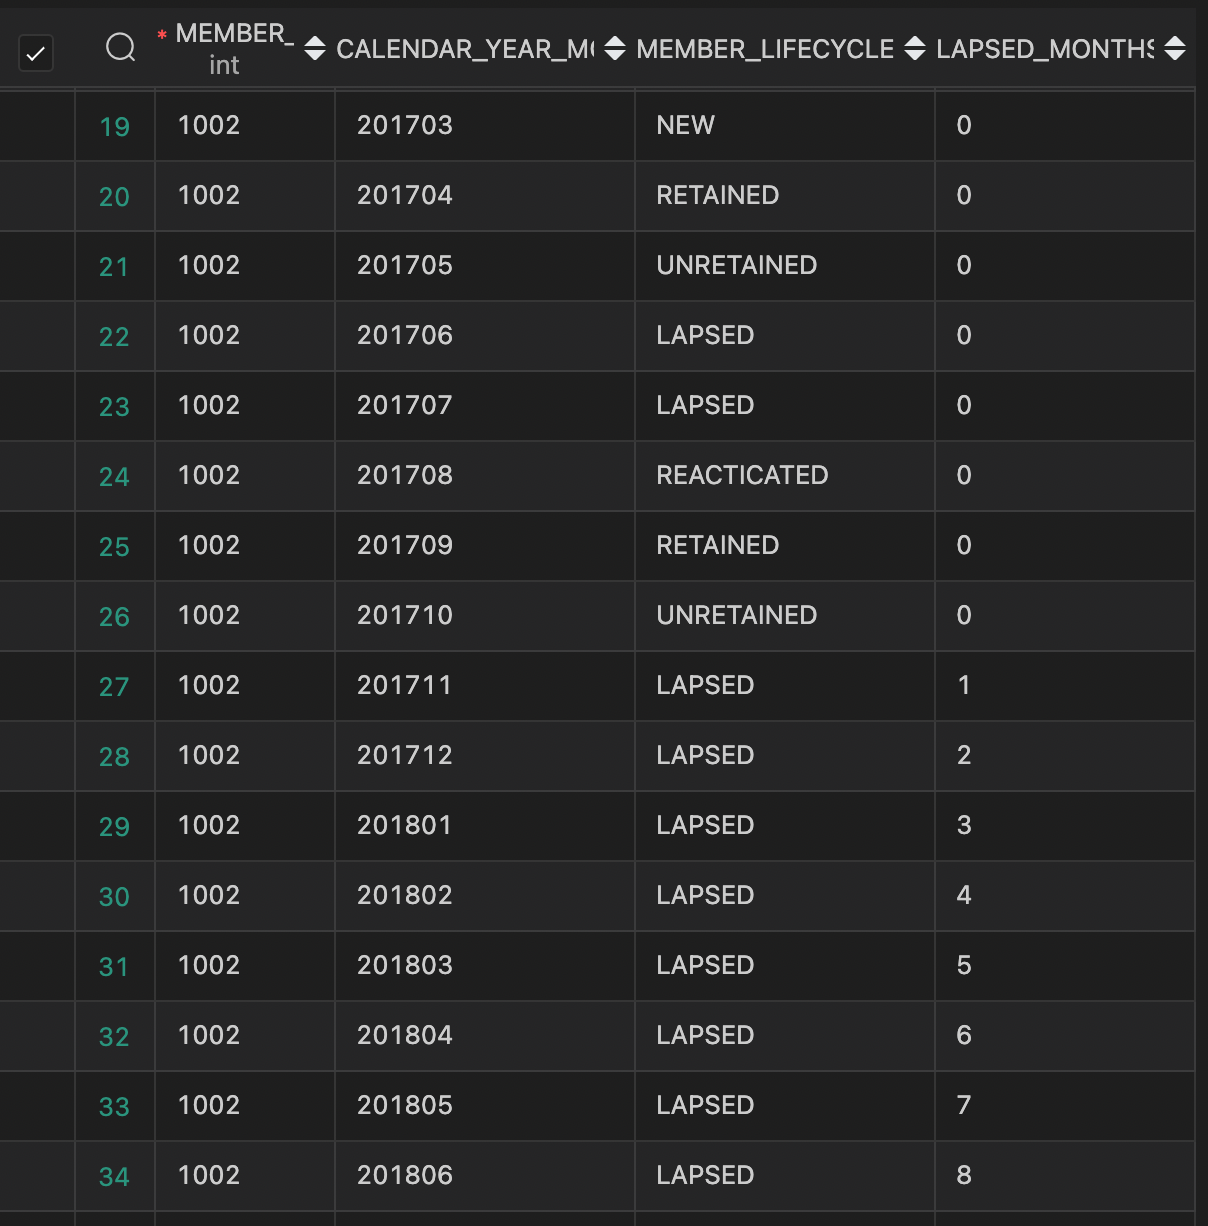 * MEMBER_ CALENDAR_YEAR_MO MEMBER_LIFECYCLE LAPSED_MONTHS
int
19 1002 201703 NEW 0
20 1002 201704 RETAINED 0
21 1002 201705 UNRETAINED 0
22 1002 201706 LAPSED 0
23 1002 201707 LAPSED 0
24 1002 201708 REACTICATED 0
25 1002 201709 RETAINED 0
26 1002 201710 UNRETAINED 0
27 1002 201711 LAPSED 1
28 1002 201712 LAPSED 2
29 1002 201801 LAPSED 3
30 1002 201802 LAPSED 4
31 1002 201803 LAPSED 5
32 1002 201804 LAPSED 6
33 1002 201805 LAPSED 7
34 1002 201806 LAPSED 8